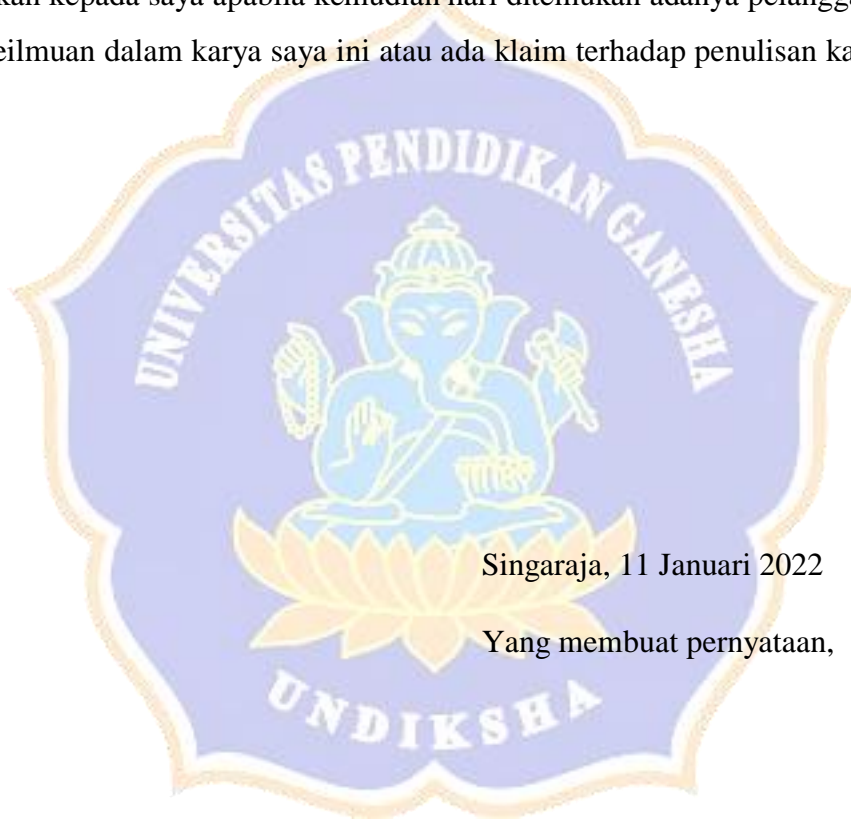 kan kepada saya apabila kemudian hari ditemukan adanya pelangga
eilmuan dalam karya saya ini atau ada klaim terhadap penulisan ka
UNIVERSITAS PENDIDIKAN GANESHA
Singaraja, 11 Januari 2022
Yang membuat pernyataan,
UNDIKSHA